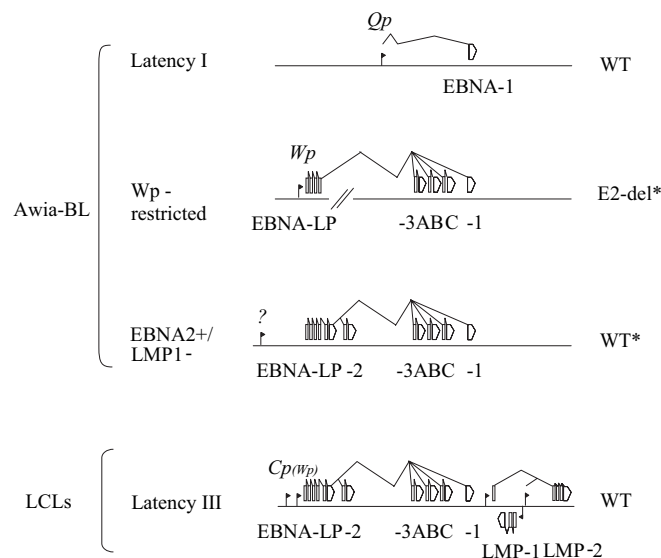 Qp
Latency I
WT
EBNA-1
Wp
Awia-BL
Wp -
restricted
E2-del*
EBNA-LP
-3ABC -1
?
EBNA2+/
LMP1-
WT*
EBNA-LP -2 -3ABC -1
Cp(Wp)
LCLs
Latency III
WT
EBNA-LP-2 -3ABC -1
LMP-1 LMP-2